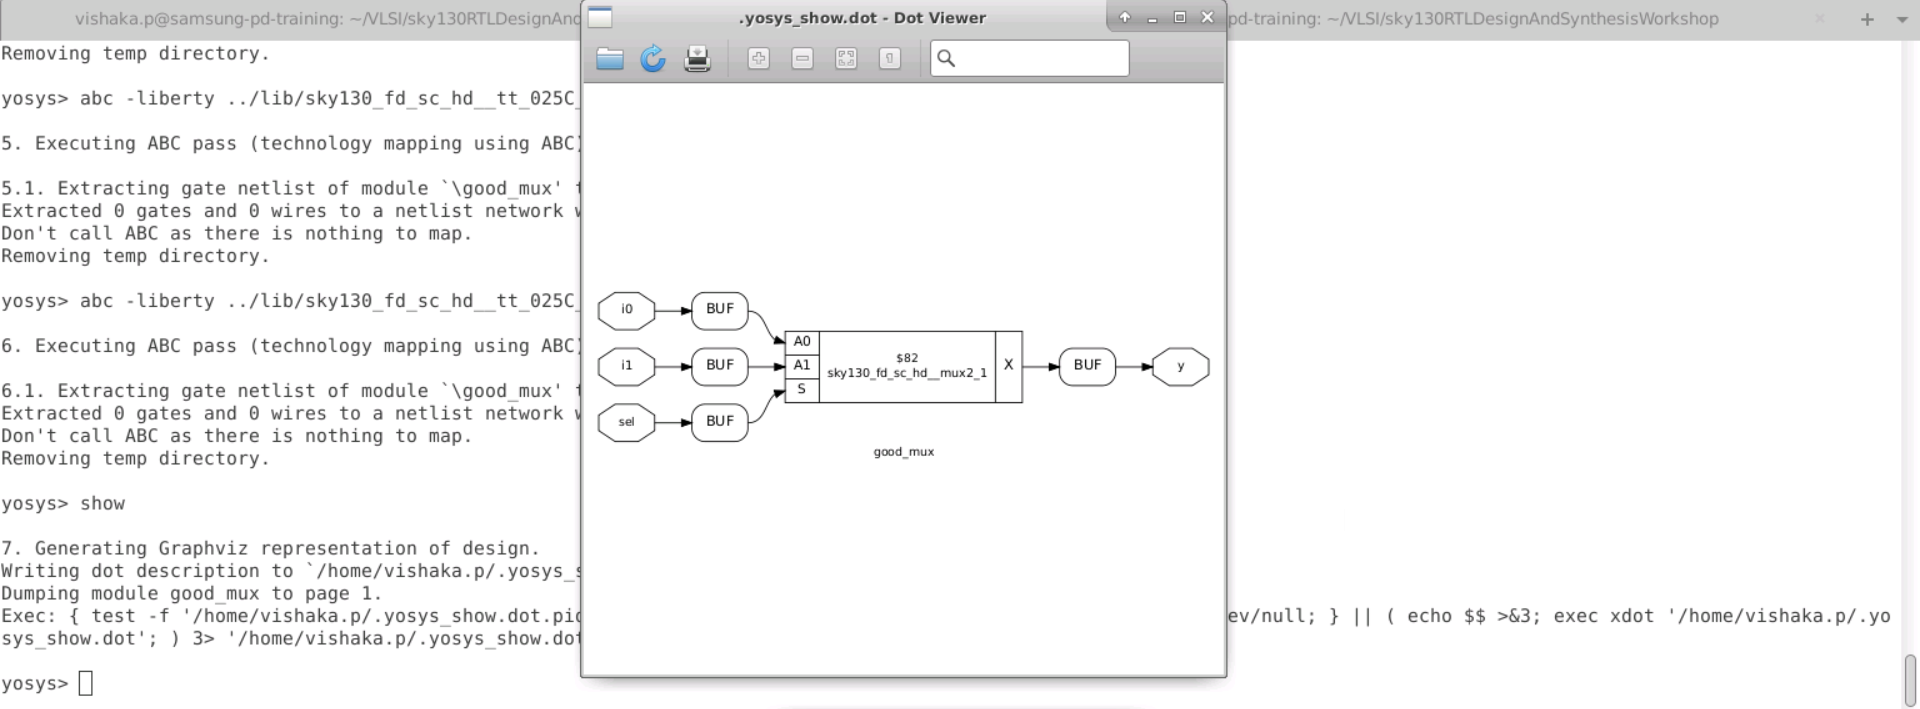 vishaka.p@samsung-pd-training: ~/VLSI/sky130RTLDesignAnd
.yosys_show.dot - Dot Viewer
pd-training: ~/VLSI/sky130RTLDesignAndSynthesisWorkshop
Removing temp directory.
yosys> abc -liberty ../lib/sky130_fd_sc_hd__tt_025C_
5. Executing ABC pass (technology mapping using ABC)
5.1. Extracting gate netlist of module `\good_mux'
Extracted 0 gates and 0 wires to a netlist network
Don't call ABC as there is nothing to map.
Removing temp directory.
yosys> abc -liberty ../lib/sky130_fd_sc_hd__tt_025C_
6. Executing ABC pass (technology mapping using ABC)
6.1. Extracting gate netlist of module `\good_mux'
Extracted 0 gates and 0 wires to a netlist network
Don't call ABC as there is nothing to map.
Removing temp directory.
yosys> show
7. Generating Graphviz representation of design.
Writing dot description to `/home/vishaka.p/.yosys_s
Dumping module good_mux to page 1.
Exec: { test -f '/home/vishaka.p/.yosys_show.dot.pid
ev/null; } || ( echo $$ >&3; exec xdot '/home/vishaka.p/.yo
sys_show.dot'; ) 3> '/home/vishaka.p/.yosys_show.dot
yosys>
i0
BUF
i1
BUF
sel
BUF
A0
A1
S
$82
sky130_fd_sc_hd__mux2_1
X
BUF
y
good_mux